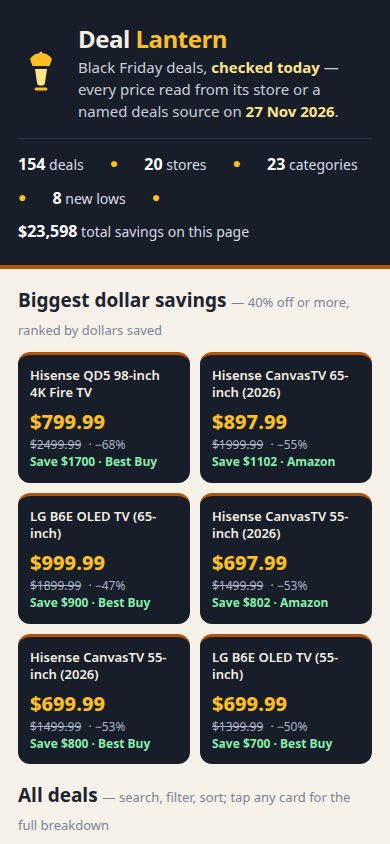 Deal Lantern
Black Friday deals, checked today —
every price read from its store or a
named deals source on 27 Nov 2026.
154 deals • 20 stores • 23 categories
• 8 new lows •
$23,598 total savings on this page
Biggest dollar savings — 40% off or more,
ranked by dollars saved
Hisense QD5 98-inch
4K Fire TV
$799.99
$2499.99 · −68%
Save $1700 · Best Buy
Hisense CanvasTV 65-
inch (2026)
$897.99
$1999.99 · −55%
Save $1102 · Amazon
LG B6E OLED TV (65-
inch)
$999.99
$1899.99 · −47%
Save $900 · Best Buy
Hisense CanvasTV 55-
inch (2026)
$697.99
$1499.99 · −53%
Save $802 · Amazon
Hisense CanvasTV 55-
inch (2026)
$699.99
$1499.99 · −53%
Save $800 · Best Buy
LG B6E OLED TV (55-
inch)
$699.99
$1399.99 · −50%
Save $700 · Best Buy
All deals — search, filter, sort; tap any card for the
full breakdown